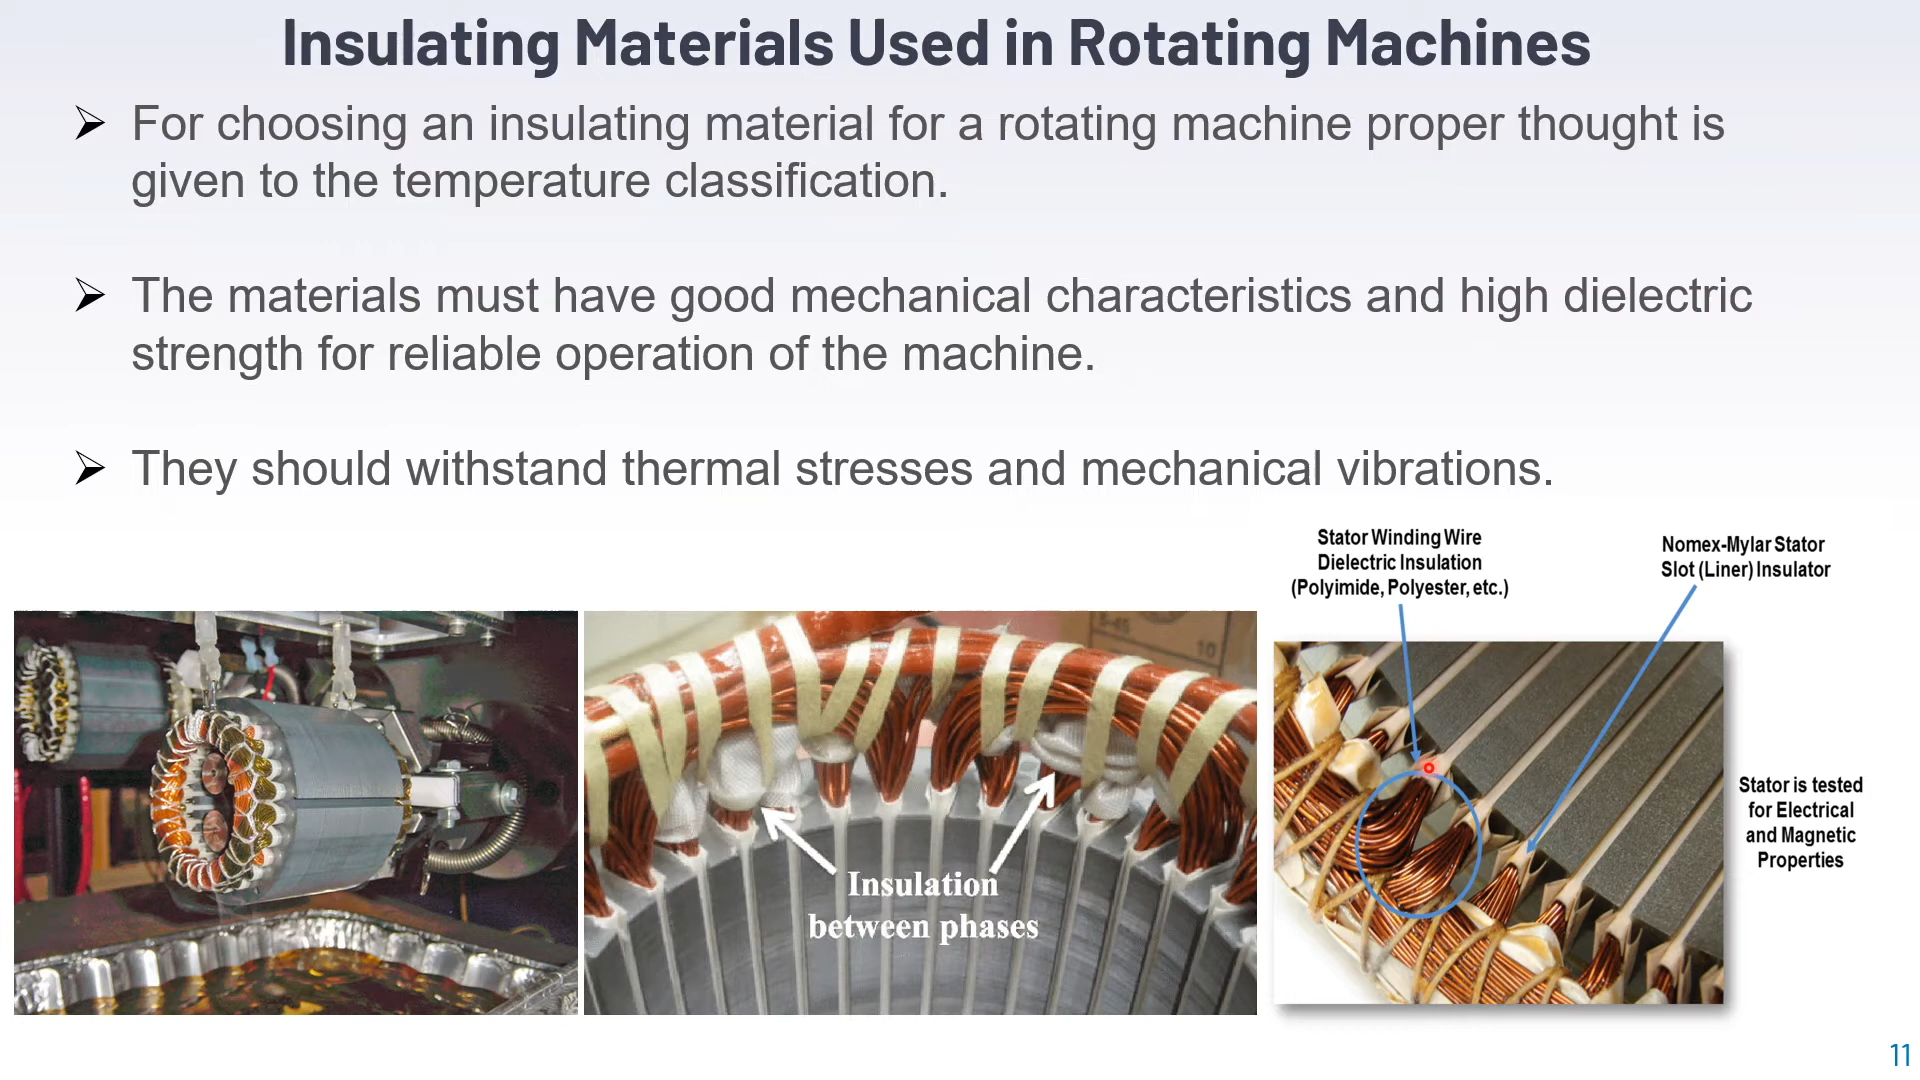 Insulating Materials Used in Rotating Machines
For choosing an insulating material for a rotating machine proper thought is
given to the temperature classification.
The materials must have good mechanical characteristics and high dielectric
strength for reliable operation of the machine.
They should withstand thermal stresses and mechanical vibrations.
Stator Winding Wire
Dielectric Insulation
(Polyimide, Polyester, etc.)
Nomex-Mylar Stator
Slot (Liner) Insulator
10
Insulation
between phases
Stator is tested
for Electrical
and Magnetic
Properties
11